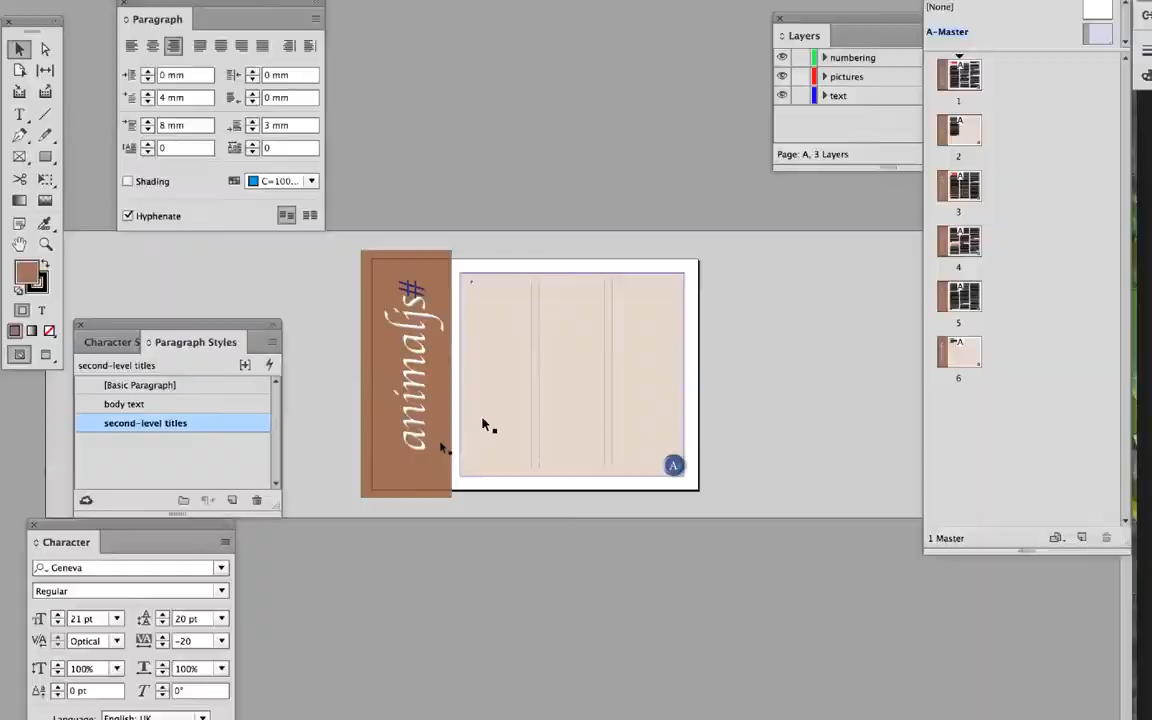 Paragraph
0 mm
0 mm
4 mm
0 mm
8 mm
3 mm
0
0
Shading
C=100...
Hyphenate
Character S
Paragraph Styles
second-level titles
[Basic Paragraph]
body text
second-level titles
Character
Geneva
Regular
21 pt
20 pt
Optical
-20
100%
100%
0 pt
0°
Language:
English: UK
animaljs#
A
Layers
numbering
pictures
text
Page: A, 3 Layers
[None]
A-Master
1
2
3
4
5
6
1 Master